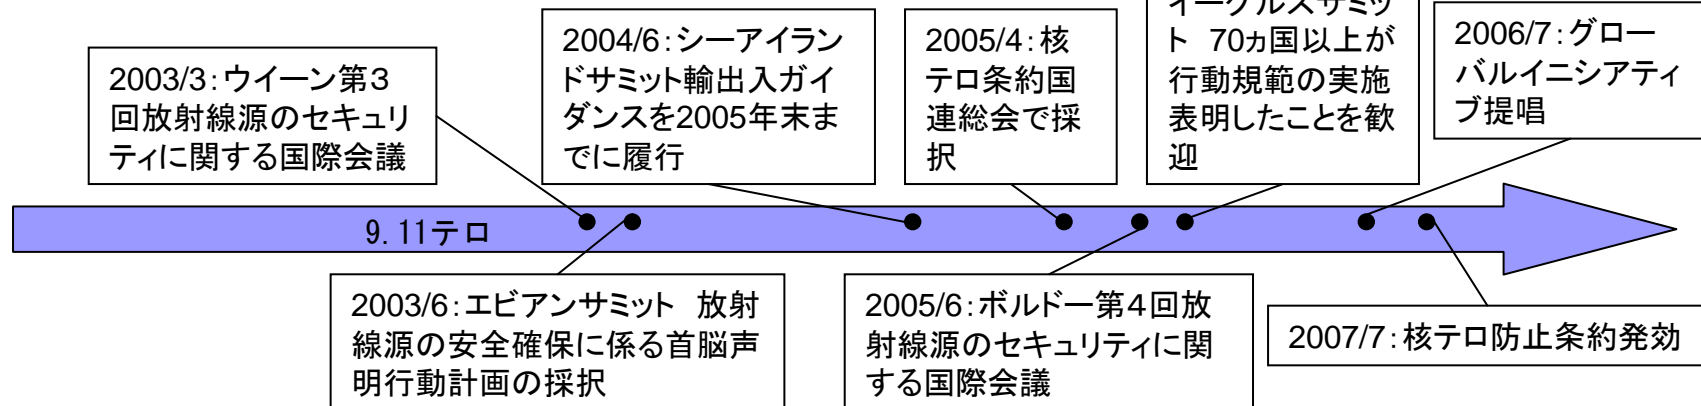 2003/3：ウイーン第３
回放射線源のセキュリ
ティに関する国際会議
2004/6：シーアイラン
ドサミット輸出入ガイ
ダンスを2005年末ま
でに履行
2005/4：核
テロ条約国
連総会で採
択
イーグルスサミッ
ト 70ヵ国以上が
行動規範の実施
表明したことを歓
迎
2006/7：グロー
バルイニシアティ
ブ提唱
9.11テロ
2003/6：エビアンサミット　放射
線源の安全確保に係る首脳声
明行動計画の採択
2005/6：ボルドー第４回放
射線源のセキュリティに関
する国際会議
2007/7：核テロ防止条約発効